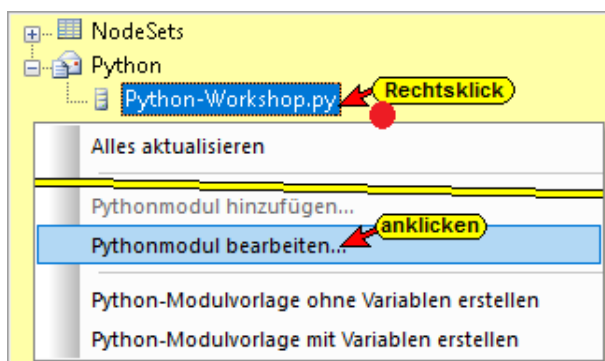 NodeSets
Python
Python-Workshop.py Rechtsklick
Alles aktualisieren
Pythonmodul hinzufügen...
Pythonmodul bearbeiten... anklicken
Python-Modulvorlage ohne Variablen erstellen
Python-Modulvorlage mit Variablen erstellen